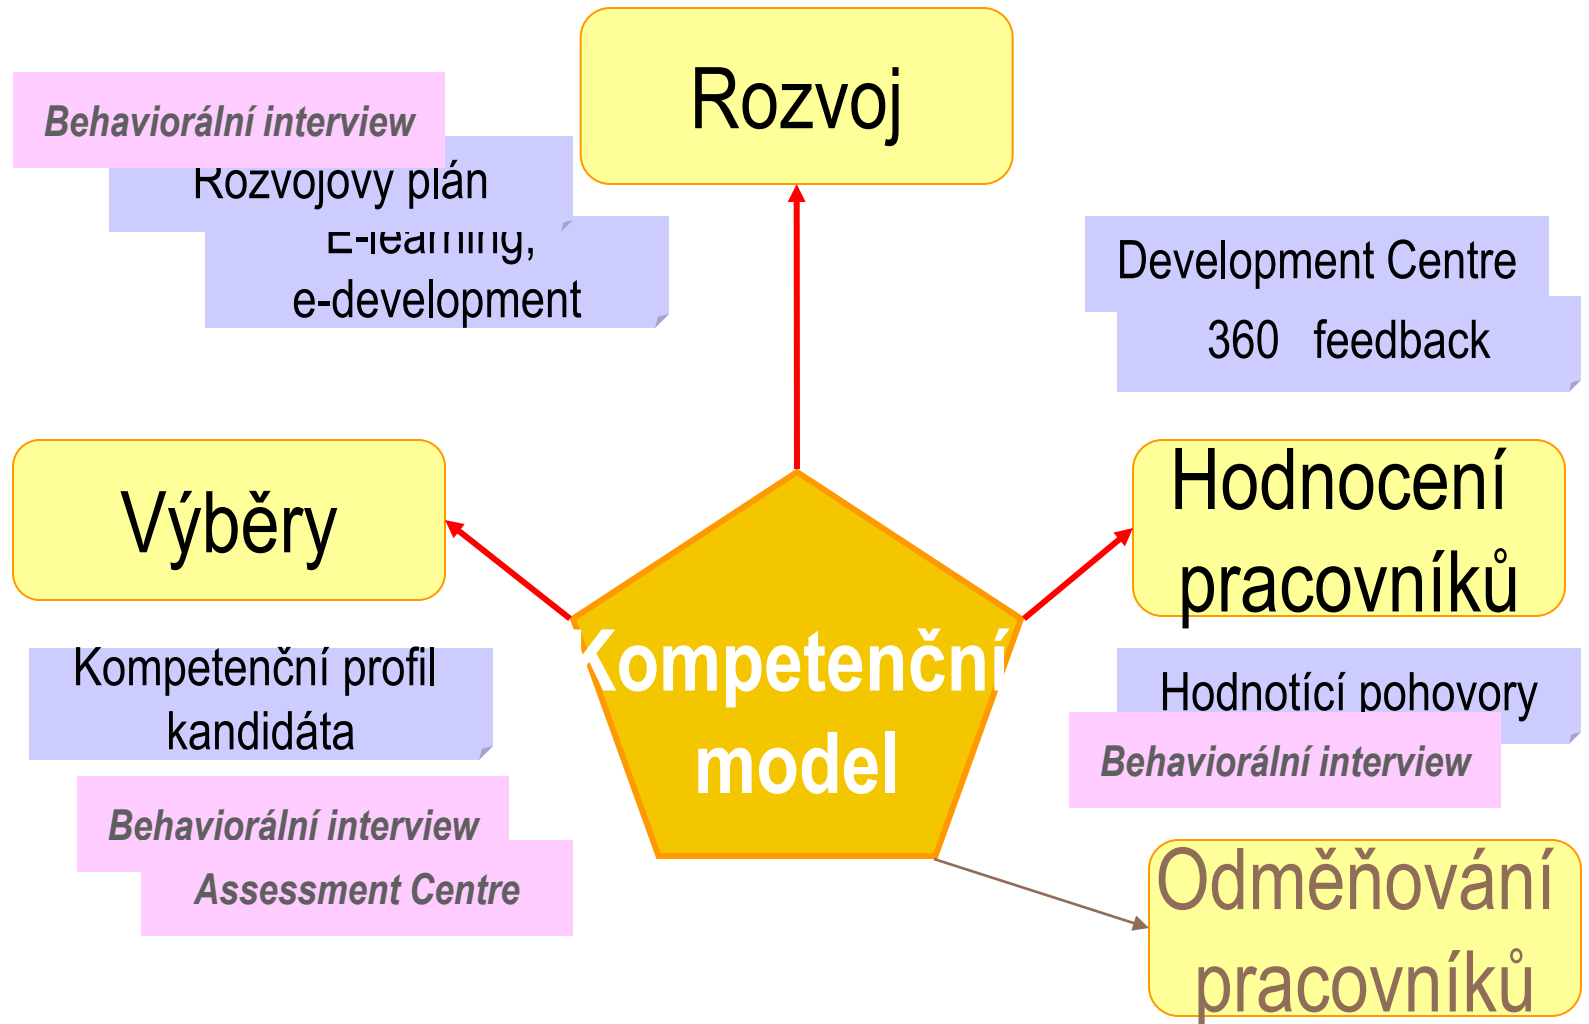 Rozvoj
Behaviorální interview
Rozvojový plán
E-learning,
e-development
Development Centre
360 feedback
Výběry
Hodnocení
pracovníků
Kompetenční
model
Kompetenční profil
kandidáta
Behaviorální interview
Assessment Centre
Hodnotící pohovory
Behaviorální interview
Odměňování
pracovníků